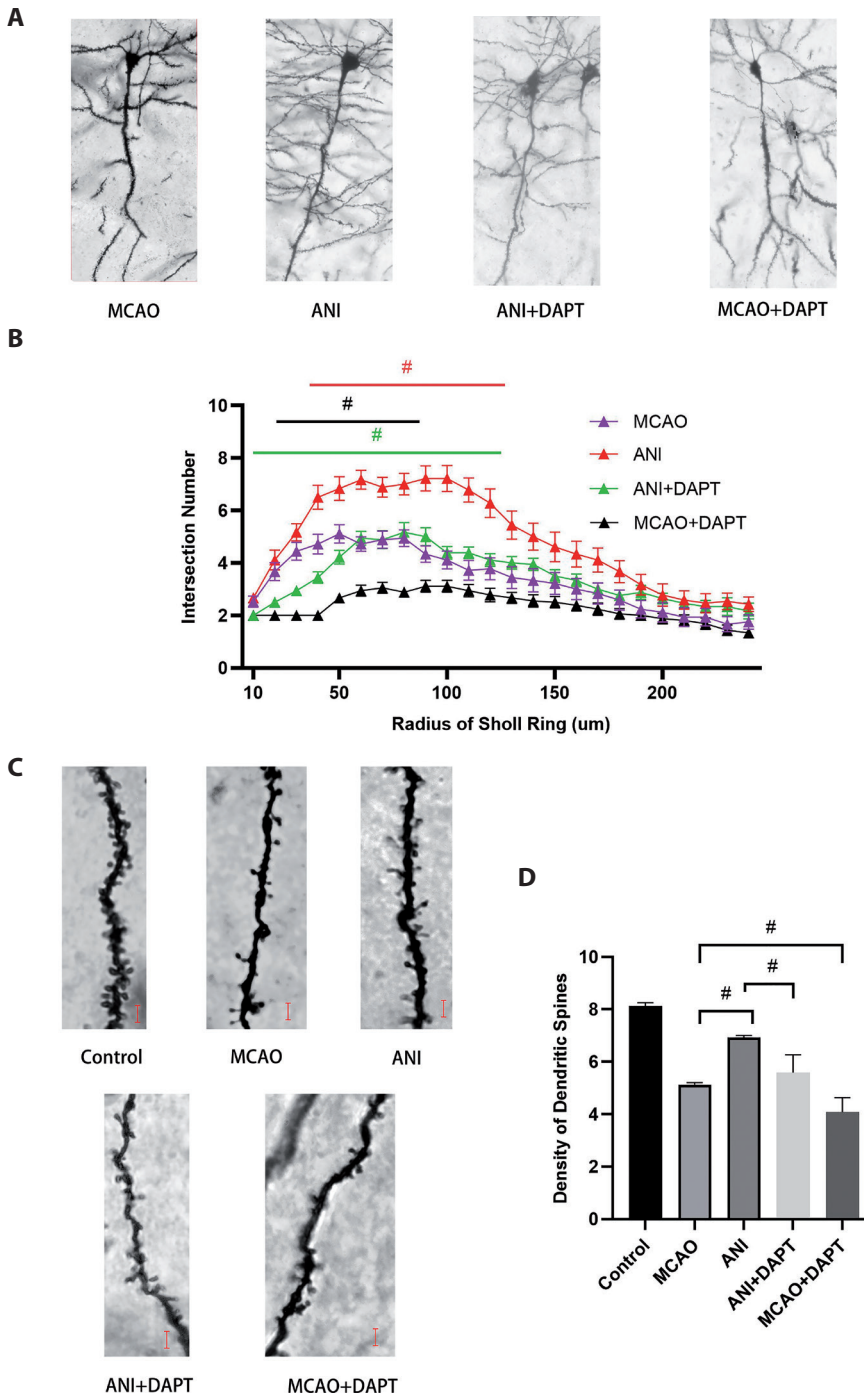 A
MCAO
ANI
ANI+DAPT
MCAO+DAPT
B
#
#
#
10
8
6
4
2
0
Intersection Number
MCAO
ANI
ANI+DAPT
MCAO+DAPT
10
50
100
150
200
Radius of Sholl Ring (um)
C
Control
MCAO
ANI
ANI+DAPT
MCAO+DAPT
D
#
#
#
10
8
6
4
2
0
Density of Dendritic Spines
Control
MCAO
ANI
ANI+DAPT
MCAO+DAPT